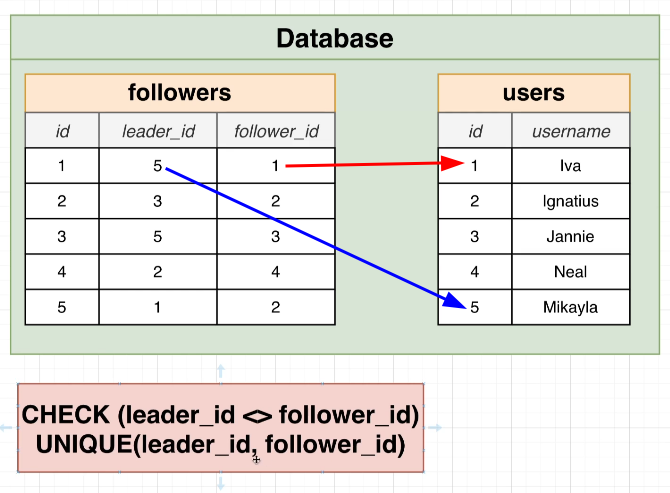 Database
followers
id leader_id follower_id
1 5 1
2 3 2
3 5 3
4 2 4
5 1 2
users
id username
1 Iva
2 Ignatius
3 Jannie
4 Neal
5 Mikayla
CHECK (leader_id <> follower_id)
UNIQUE(leader_id, follower_id)